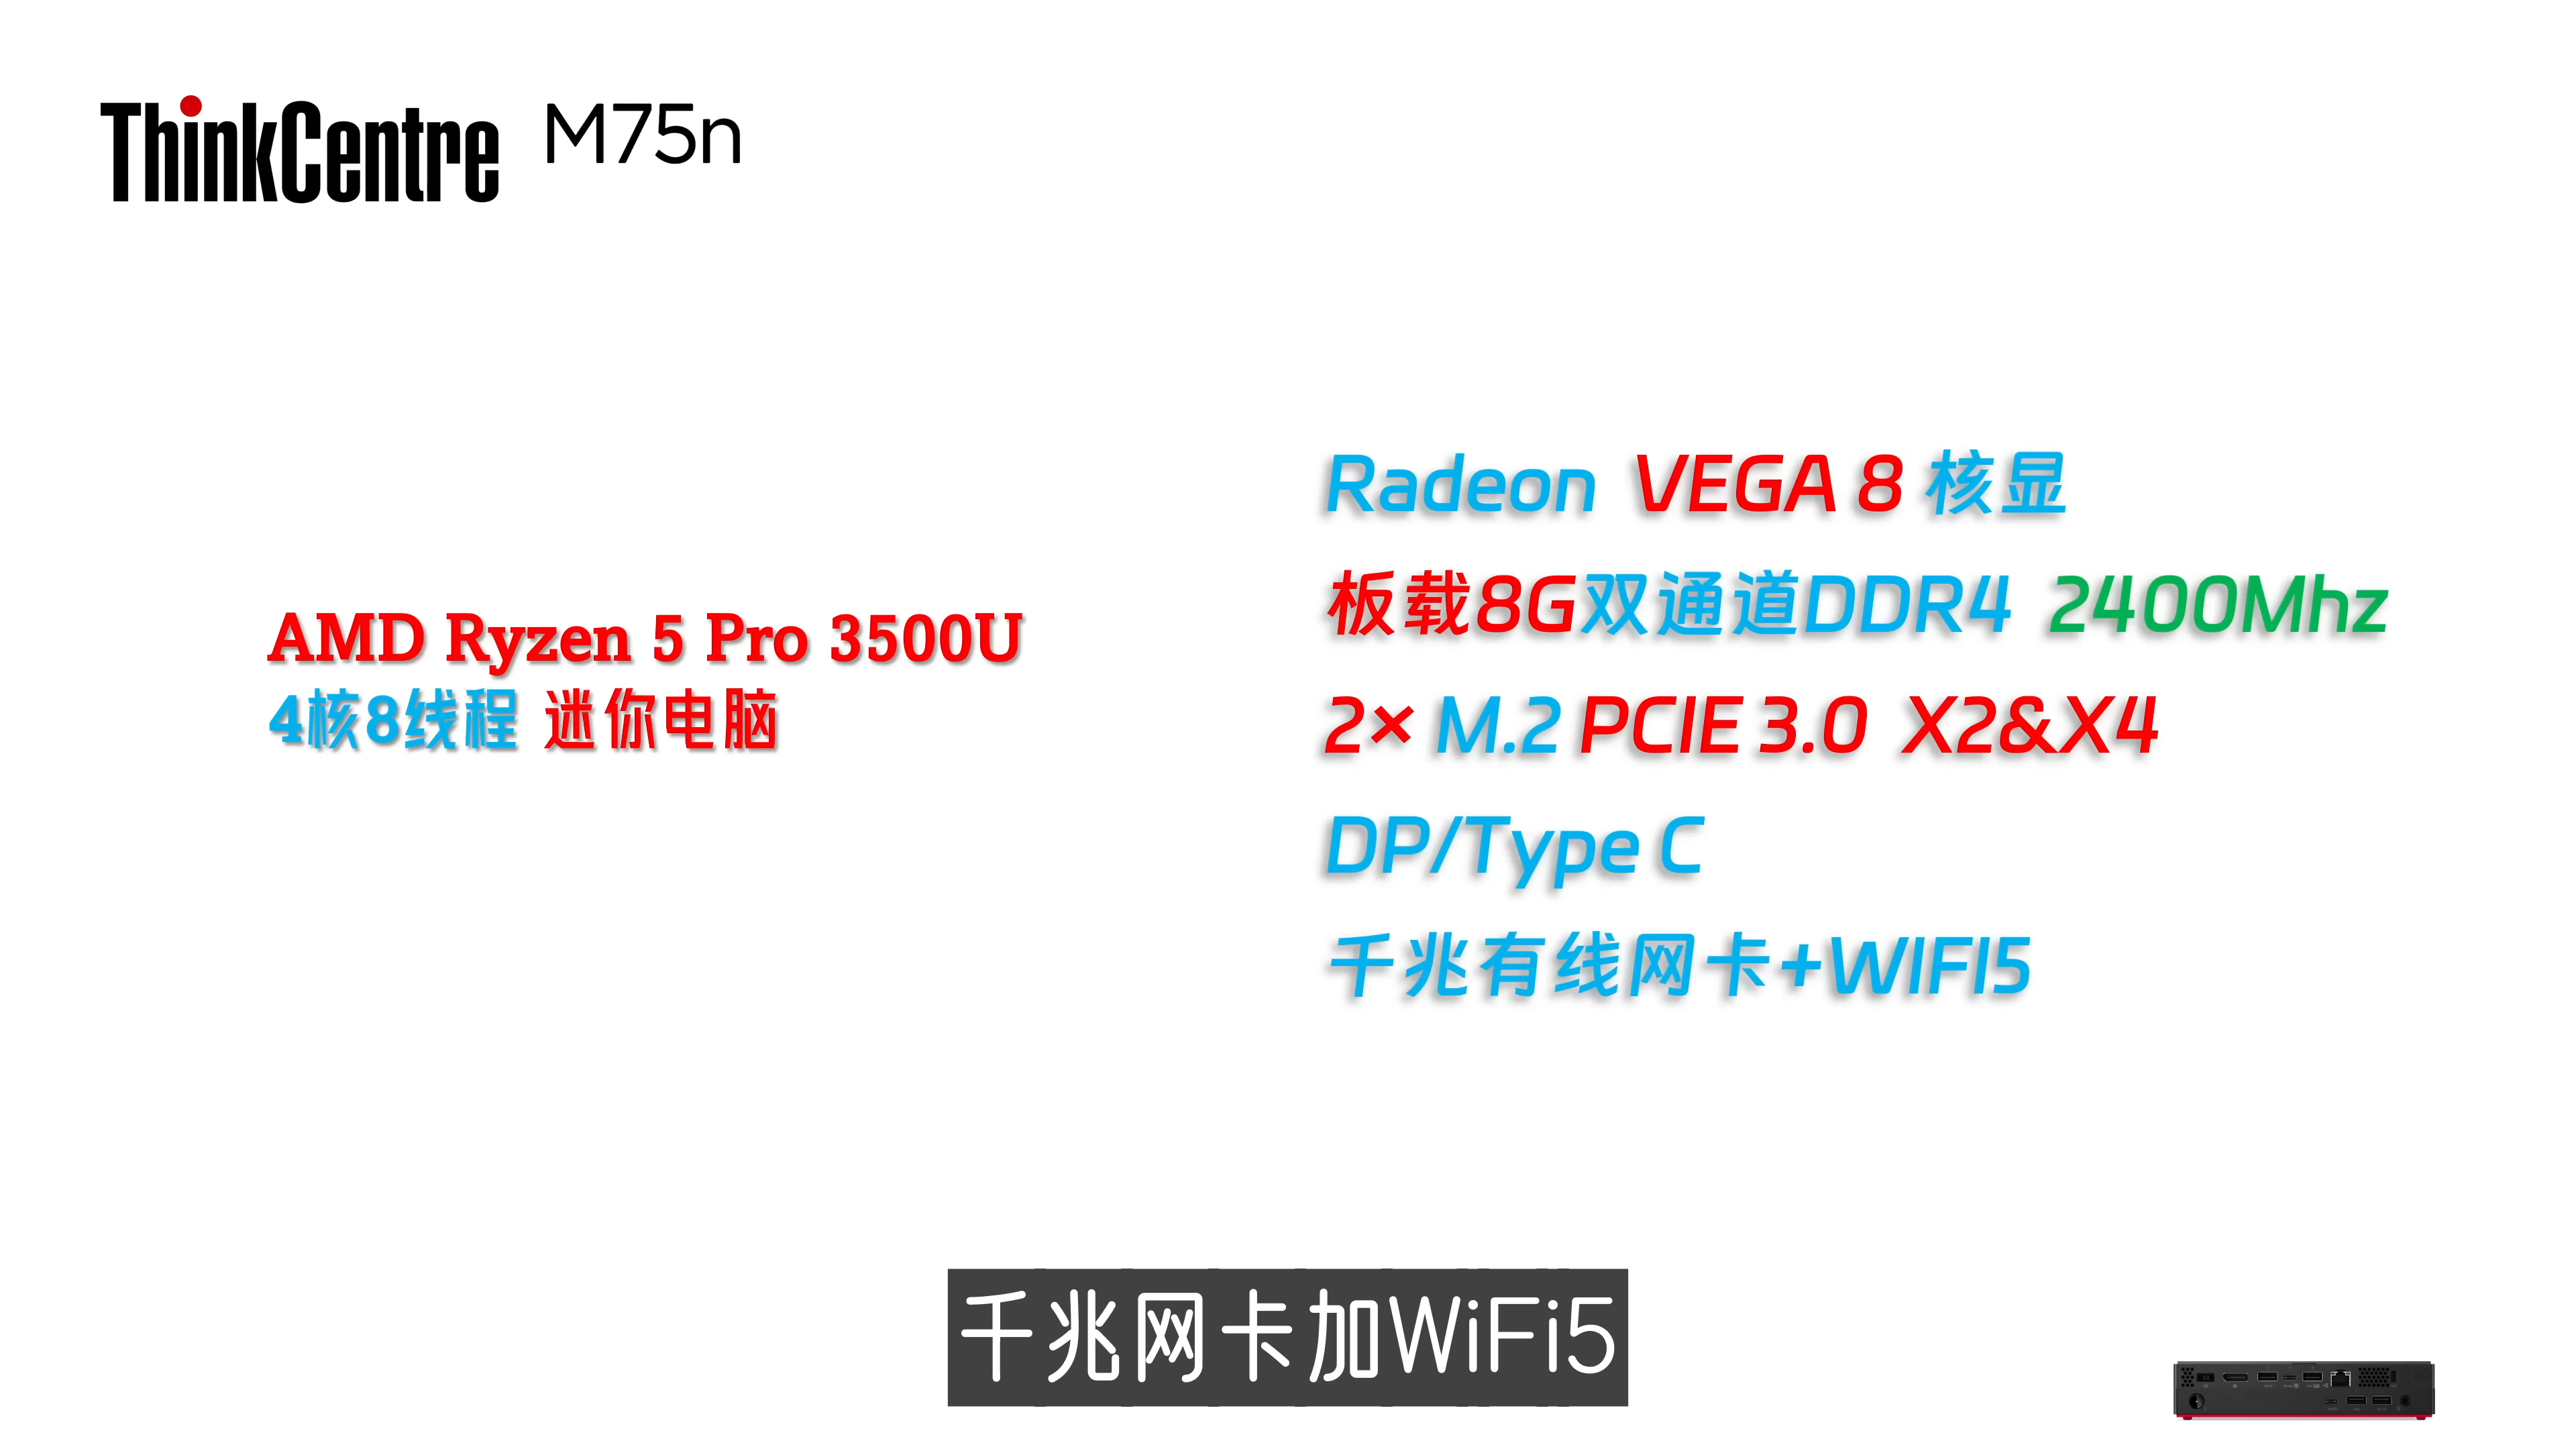 ThinkCentre M75n
AMD Ryzen 5 Pro 3500U
4核8线程 迷你电脑
Radeon VEGA 8 核显
板载8G双通道DDR4 2400Mhz
2× M.2 PCIE 3.0 X2&X4
DP/Type C
千兆有线网卡+WIFI5
千兆网卡加WiFi5